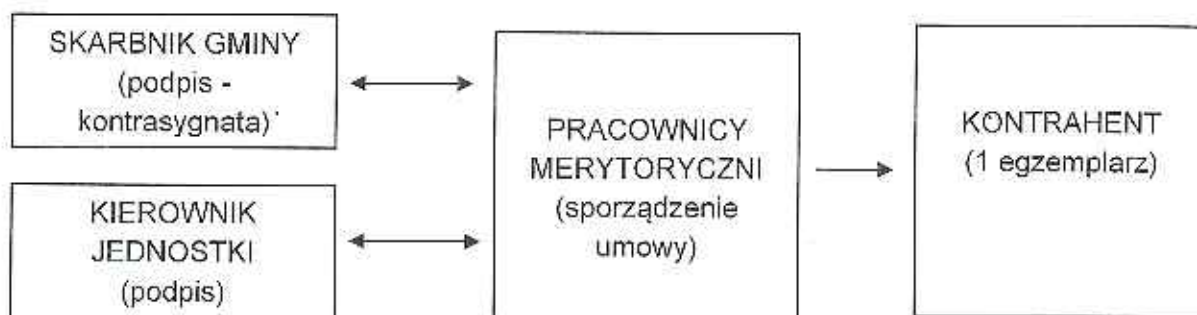 SKARBNIK GMINY
(podpis -
kontrasygnata)
KIEROWNIK
JEDNOSTKI
(podpis)
PRACOWNICY
MERYTORYCZNI
(sporządzenie
umowy)
KONTRAHENT
(1 egzemplarz)